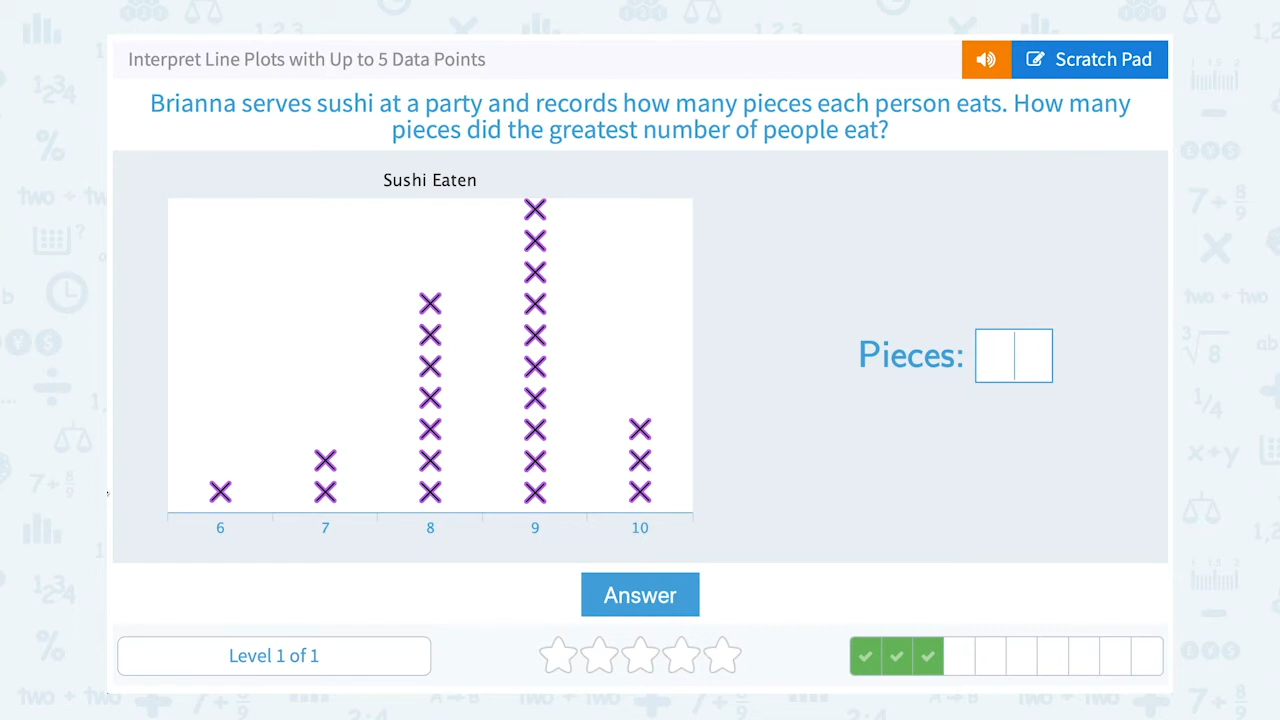 Interpret Line Plots with Up to 5 Data Points
Scratch Pad
Brianna serves sushi at a party and records how many pieces each person eats. How many
pieces did the greatest number of people eat?
Sushi Eaten
6 7 8 9 10
Pieces:
Answer
Level 1 of 1